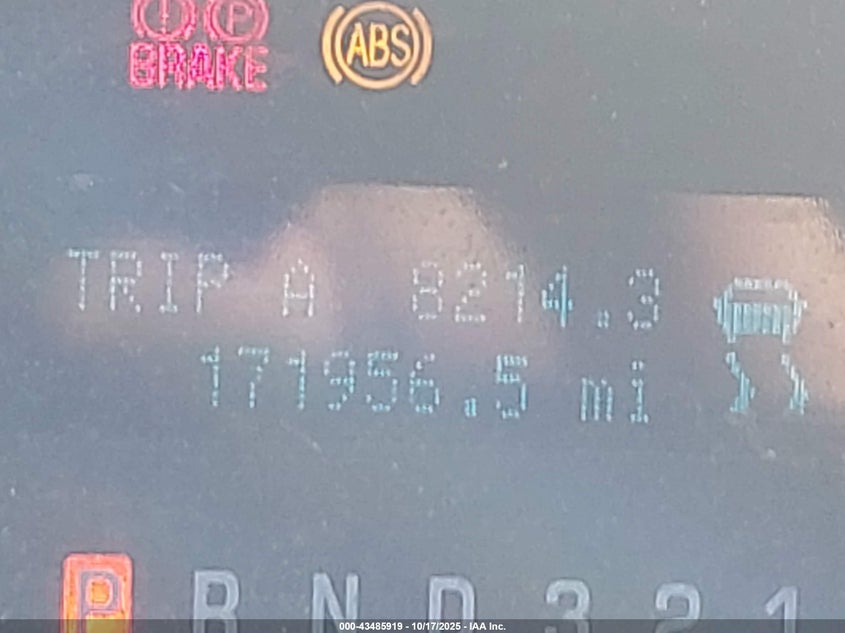 BRAKE
P
ABS
TRIP A 8214.3
171956.5 mi
P R N D 3 2 1
000-43485919 - 10/17/2025 - IAA Inc.